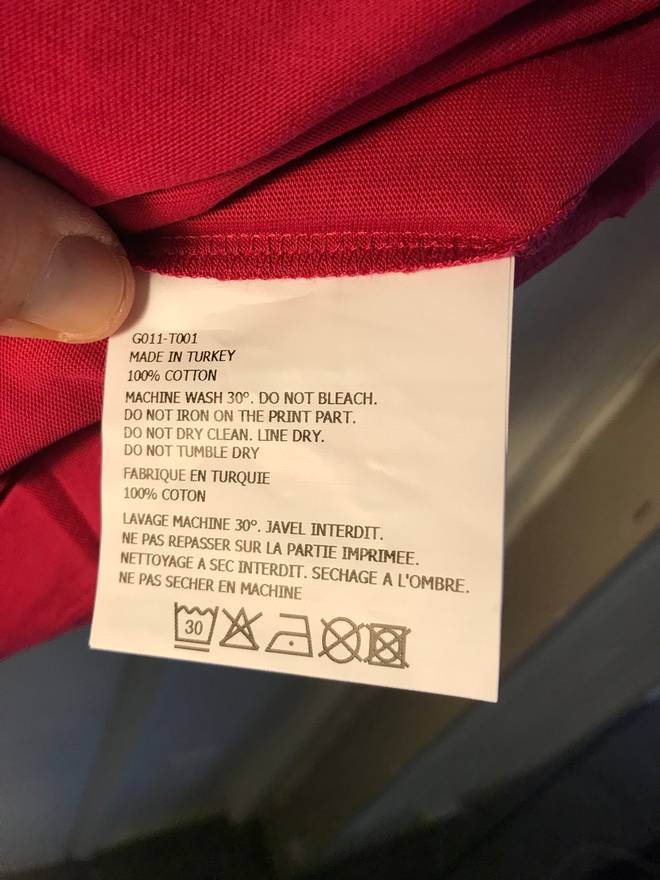 G011-T001
MADE IN TURKEY
100% COTTON
MACHINE WASH 30°. DO NOT BLEACH.
DO NOT IRON ON THE PRINT PART.
DO NOT DRY CLEAN. LINE DRY.
DO NOT TUMBLE DRY
FABRIQUE EN TURQUIE
100% COTON
LAVAGE MACHINE 30°. JAVEL INTERDIT.
NE PAS REPASSER SUR LA PARTIE IMPRIMEE.
NETTOYAGE A SEC INTERDIT. SECHAGE A L'OMBRE.
NE PAS SECHER EN MACHINE
30